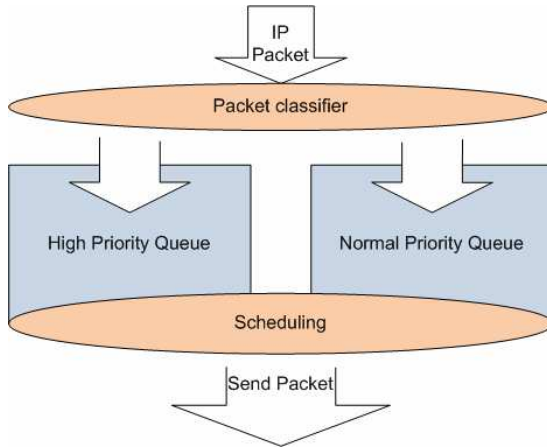 IP
Packet
Packet classifier
High Priority Queue
Normal Priority Queue
Scheduling
Send Packet